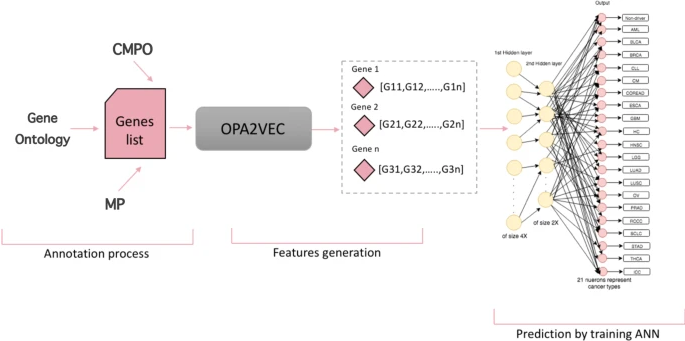 Output
CMPO
Gene
Ontology
Genes
list
MP
OPA2VEC
Gene 1
[G11,G12,.....,G1n]
Gene 2
[G21,G22,.....,G2n]
Gene n
[G31,G32,.....,G3n]
1st Hidden layer
2nd Hidden layer
of size 4X
of size 2X
Non-driver
AML
BLCA
BRCA
CLL
CM
COREAD
ESCA
GBM
HC
HNSC
LGG
LUAD
LUSC
OV
PRAD
RCCC
SCLC
STAD
THCA
ICC
21 nuerons represent
cancer types
Annotation process
Features generation
Prediction by training ANN